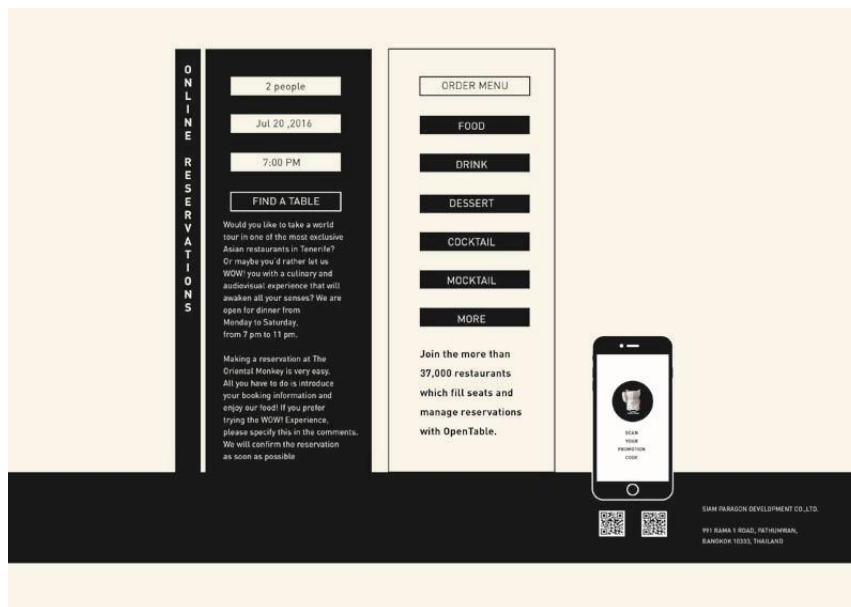 ONLINE RESERVATIONS
2 people
Jul 20 ,2016
7:00 PM
FIND A TABLE
Would you like to take a world
tour in one of the most exclusive
Asian restaurants in Tenerife?
Or maybe you'd rather let us
WOW! you with a culinary and
audiovisual experience that will
awaken all your senses? We are
open for dinner from
Monday to Saturday,
from 7 pm to 11 pm.
Making a reservation at The
Oriental Monkey is very easy.
All you have to do is introduce
your booking information and
enjoy our food! If you prefer
trying the WOW! Experience,
please specify this in the comments.
We will confirm the reservation
as soon as possible
ORDER MENU
FOOD
DRINK
DESSERT
COCKTAIL
MOCKTAIL
MORE
Join the more than
37,000 restaurants
which fill seats and
manage reservations
with OpenTable.
SCAN
YOUR
PROMOTION
CODE
SIAM PARAGON DEVELOPMENT CO.,LTD.
991 RAMA 1 ROAD, PATHUMWAN,
BANGKOK 10333, THAILAND